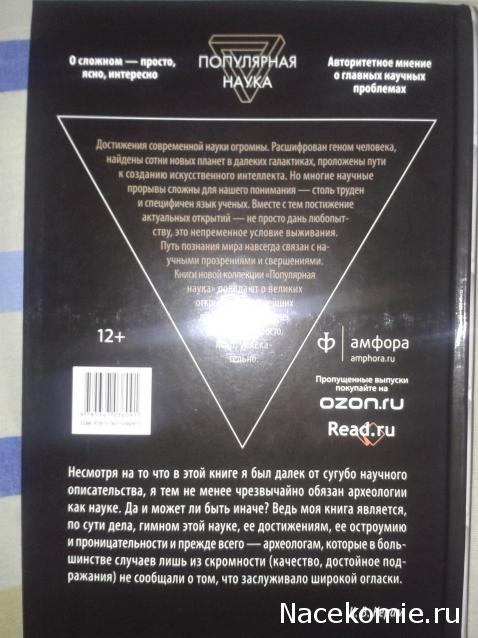 О сложном — просто,
ясно, интересно
ПОПУЛЯРНАЯ
НАУКА
Авторитетное мнение
о главных научных
проблемах
Достижения современной науки огромны. Расшифрован геном человека,
найдены сотни новых планет в далеких галактиках, проложены пути
к созданию искусственного интеллекта. Но многие научные
прорывы сложны для нашего понимания — столь труден
и специфичен язык ученых. Вместе с тем постижение
актуальных открытий — не просто дань любопыт-
ству, это непременное условие выживания.
Путь познания мира навсегда связан с на-
учными прозрениями и свершениями.
Книги новой коллекции «Популярная
наука» о великих
тельно.
12+
амфора
amphora.ru
Пропущенные выпуски
покупайте на
OZON.RU
Read.ru
Несмотря на то что в этой книге я был далек от сугубо научного
описательства, я тем не менее чрезвычайно обязан археологии
как науке. Да и может ли быть иначе? Ведь моя книга является,
по сути дела, гимном этой науке, ее достижениям, ее остроумию
и проницательности и прежде всего — археологам, которые в боль-
шинстве случаев лишь из скромности (качество, достойное под-
ражания) не сообщали о том, что заслуживало широкой огласки.
Nacekomie.ru